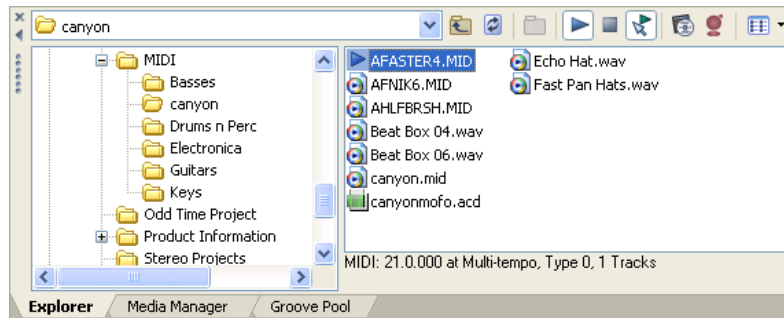 canyon
MIDI
Basses
canyon
Drums n Perc
Electronica
Guitars
Keys
Odd Time Project
Product Information
Stereo Projects
AFASTER4.MID
AFNIK6.MID
AHLFBRSH.MID
Beat Box 04.wav
Beat Box 06.wav
canyon.mid
canyonmofo.acd
Echo Hat.wav
Fast Pan Hats.wav
MIDI: 21.0.000 at Multi-tempo, Type 0, 1 Tracks
Explorer Media Manager Groove Pool